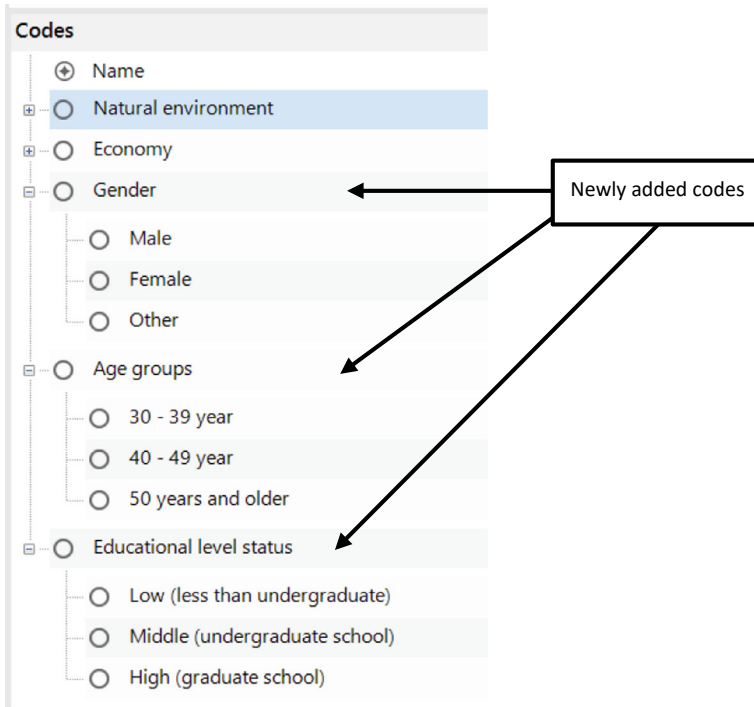 Codes
Name
Natural environment
Economy
Gender
Newly added codes
Male
Female
Other
Age groups
30 - 39 year
40 - 49 year
50 years and older
Educational level status
Low (less than undergraduate)
Middle (undergraduate school)
High (graduate school)